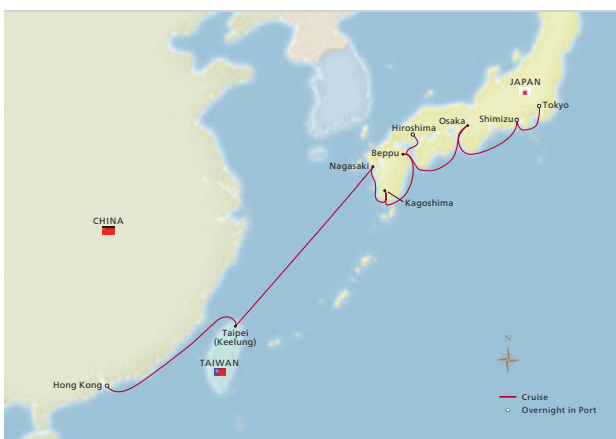 JAPAN
Tokyo
Osaka
Shimizu
Hiroshima
Beppu
Nagasaki
Kagoshima
CHINA
Taipei
(Keelung)
TAIWAN
Hong Kong
N
Cruise
Overnight in Port